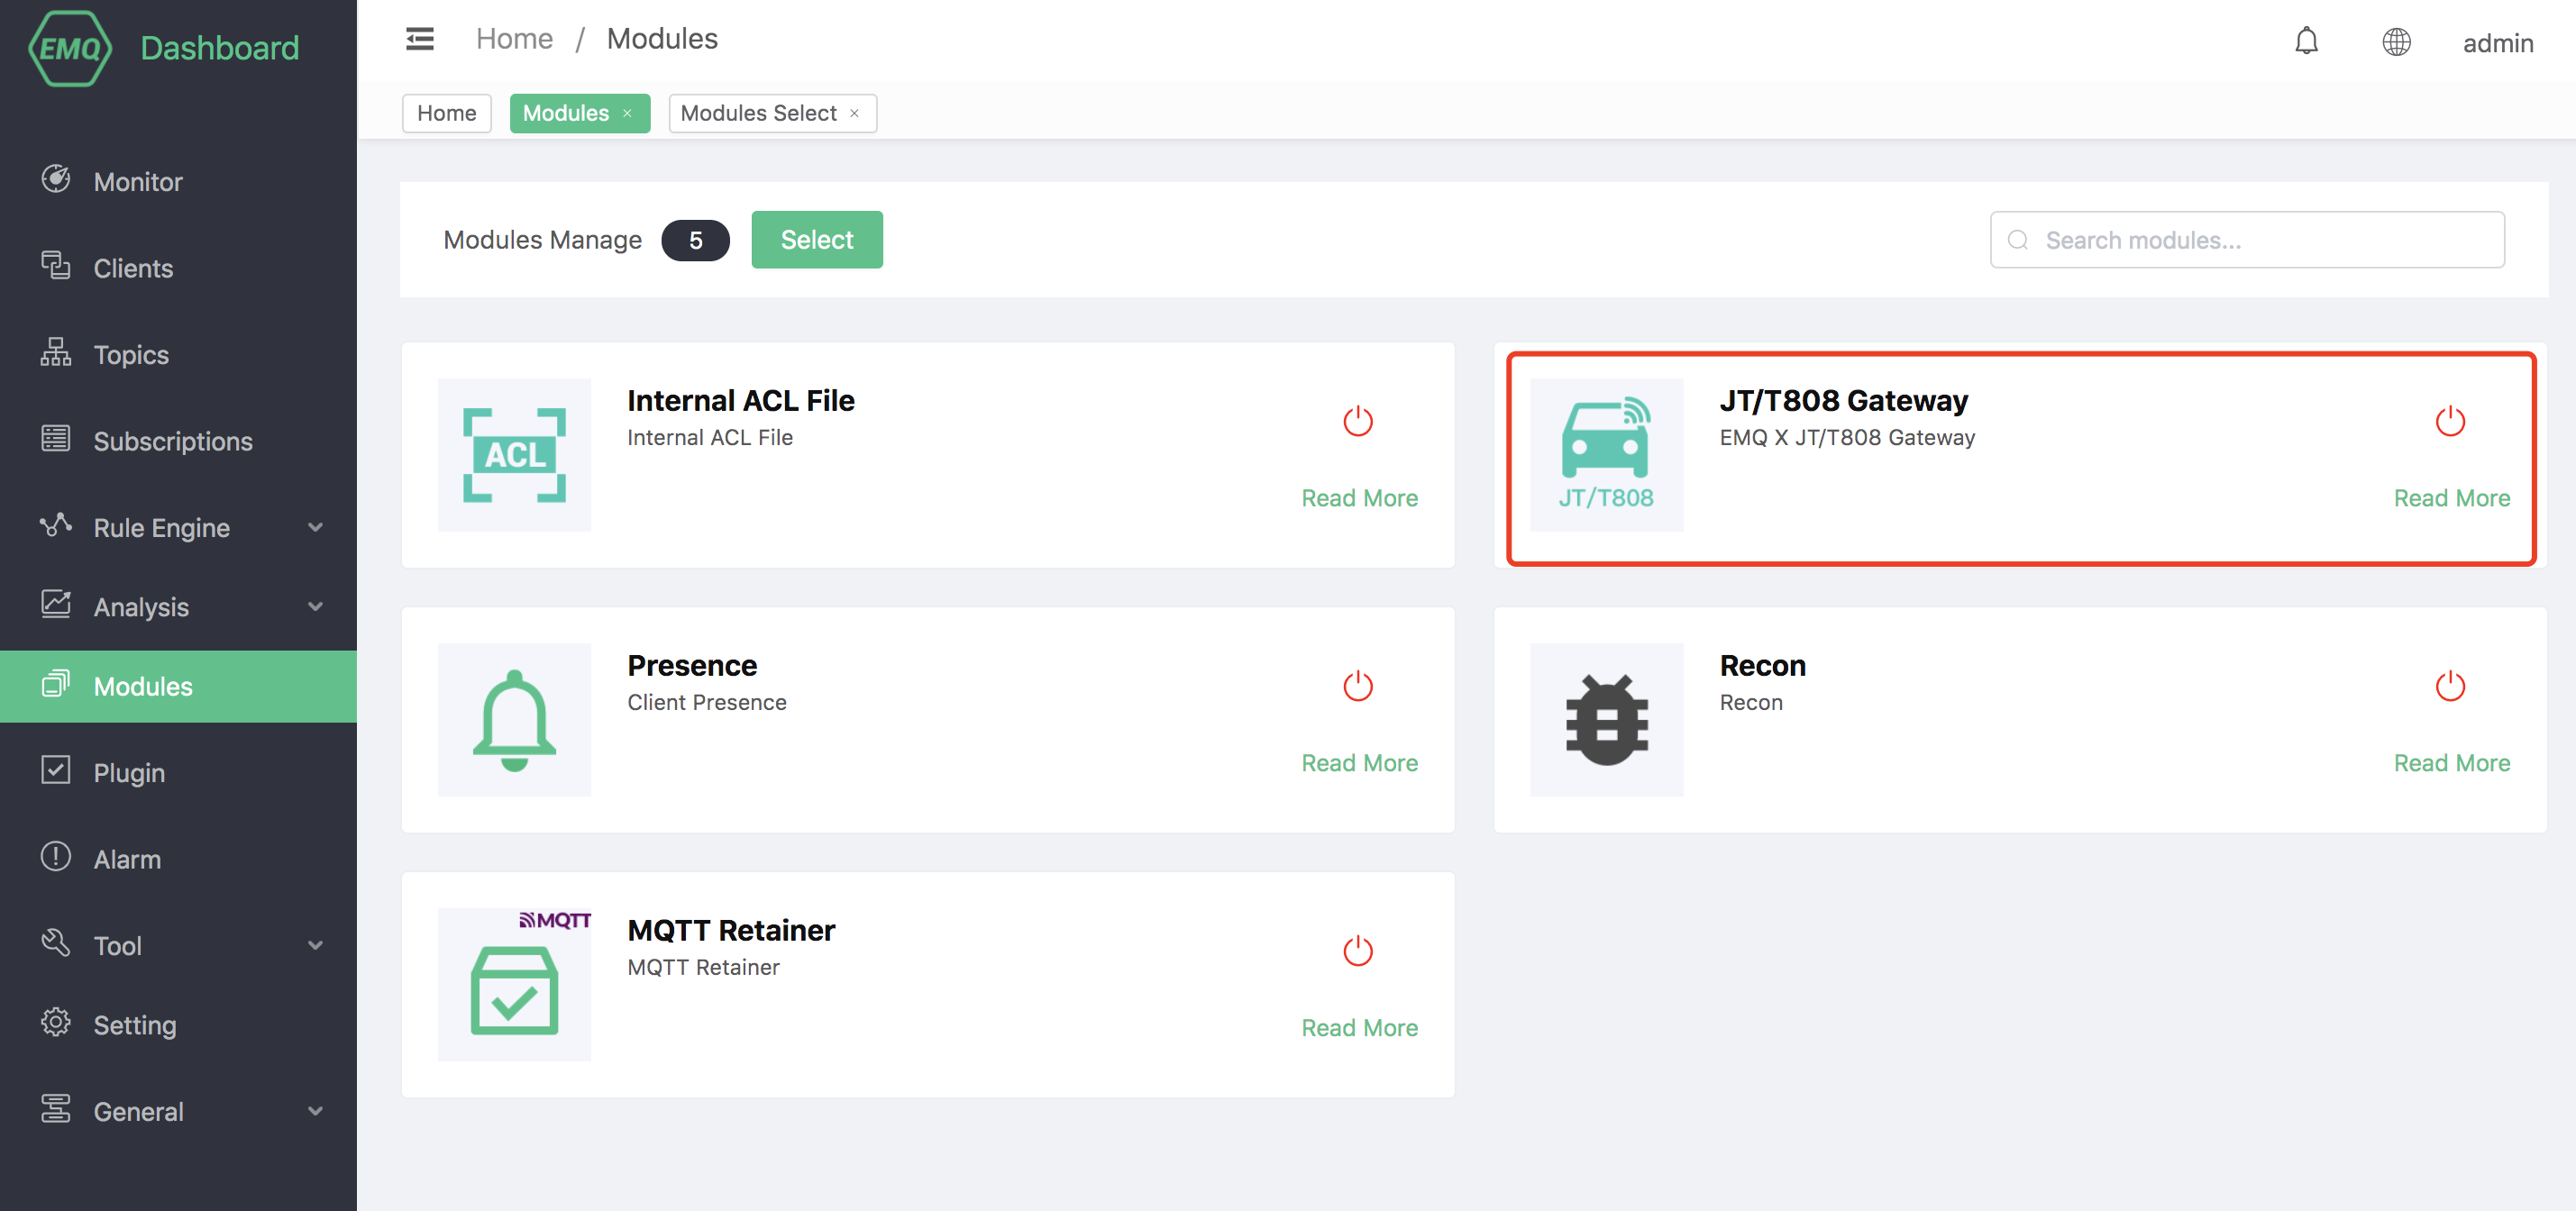 EMQ Dashboard
Home / Modules
admin
Home
Modules ×
Modules Select ×
Monitor
Clients
Topics
Subscriptions
Rule Engine
Analysis
Modules
Plugin
Alarm
Tool
Setting
General
Modules Manage 5 Select
Search modules...
ACL
Internal ACL File
Internal ACL File
Read More
JT/T808
JT/T808 Gateway
EMQ X JT/T808 Gateway
Read More
Presence
Client Presence
Read More
Recon
Recon
Read More
MQTT
MQTT Retainer
MQTT Retainer
Read More